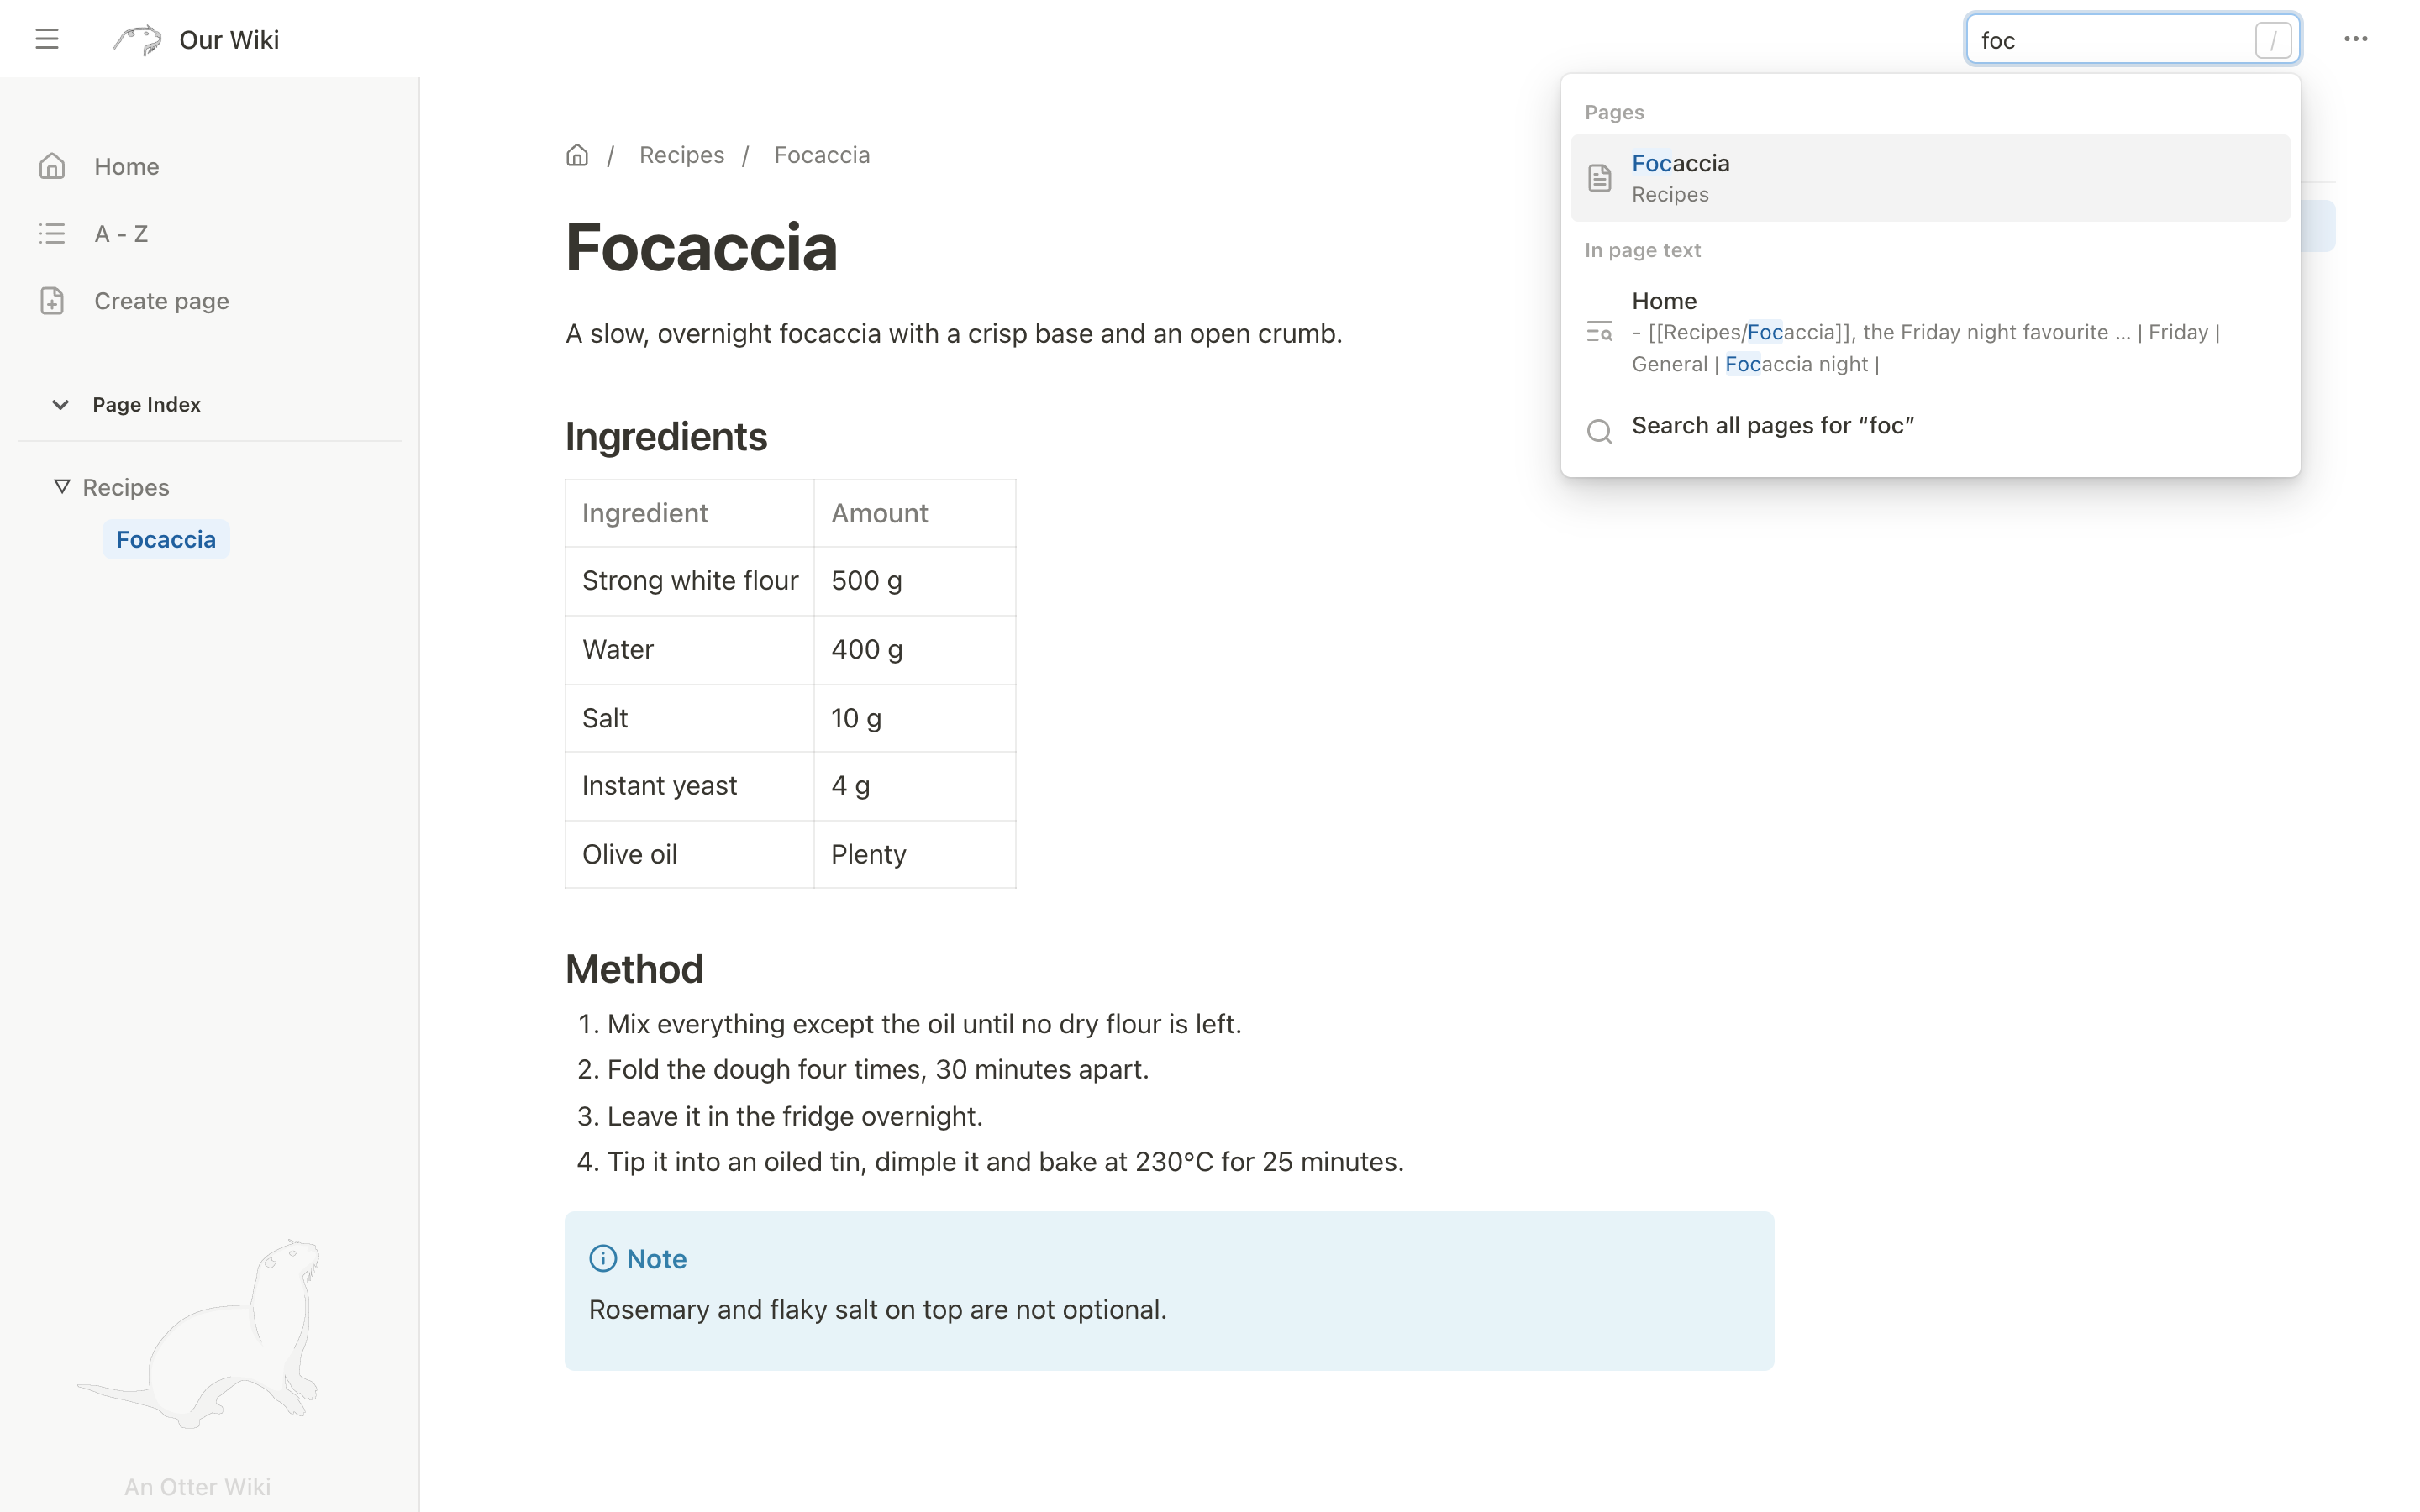 Our Wiki
foc
/
Home
A - Z
Create page
Page Index
Recipes
Focaccia
/ Recipes / Focaccia
Focaccia
A slow, overnight focaccia with a crisp base and an open crumb.
Ingredients
Ingredient Amount
Strong white flour 500 g
Water 400 g
Salt 10 g
Instant yeast 4 g
Olive oil Plenty
Method
1. Mix everything except the oil until no dry flour is left.
2. Fold the dough four times, 30 minutes apart.
3. Leave it in the fridge overnight.
4. Tip it into an oiled tin, dimple it and bake at 230°C for 25 minutes.
Note
Rosemary and flaky salt on top are not optional.
Pages
Focaccia
Recipes
In page text
Home
- [[Recipes/Focaccia]], the Friday night favourite ... | Friday |
General | Focaccia night |
Search all pages for “foc”
An Otter Wiki